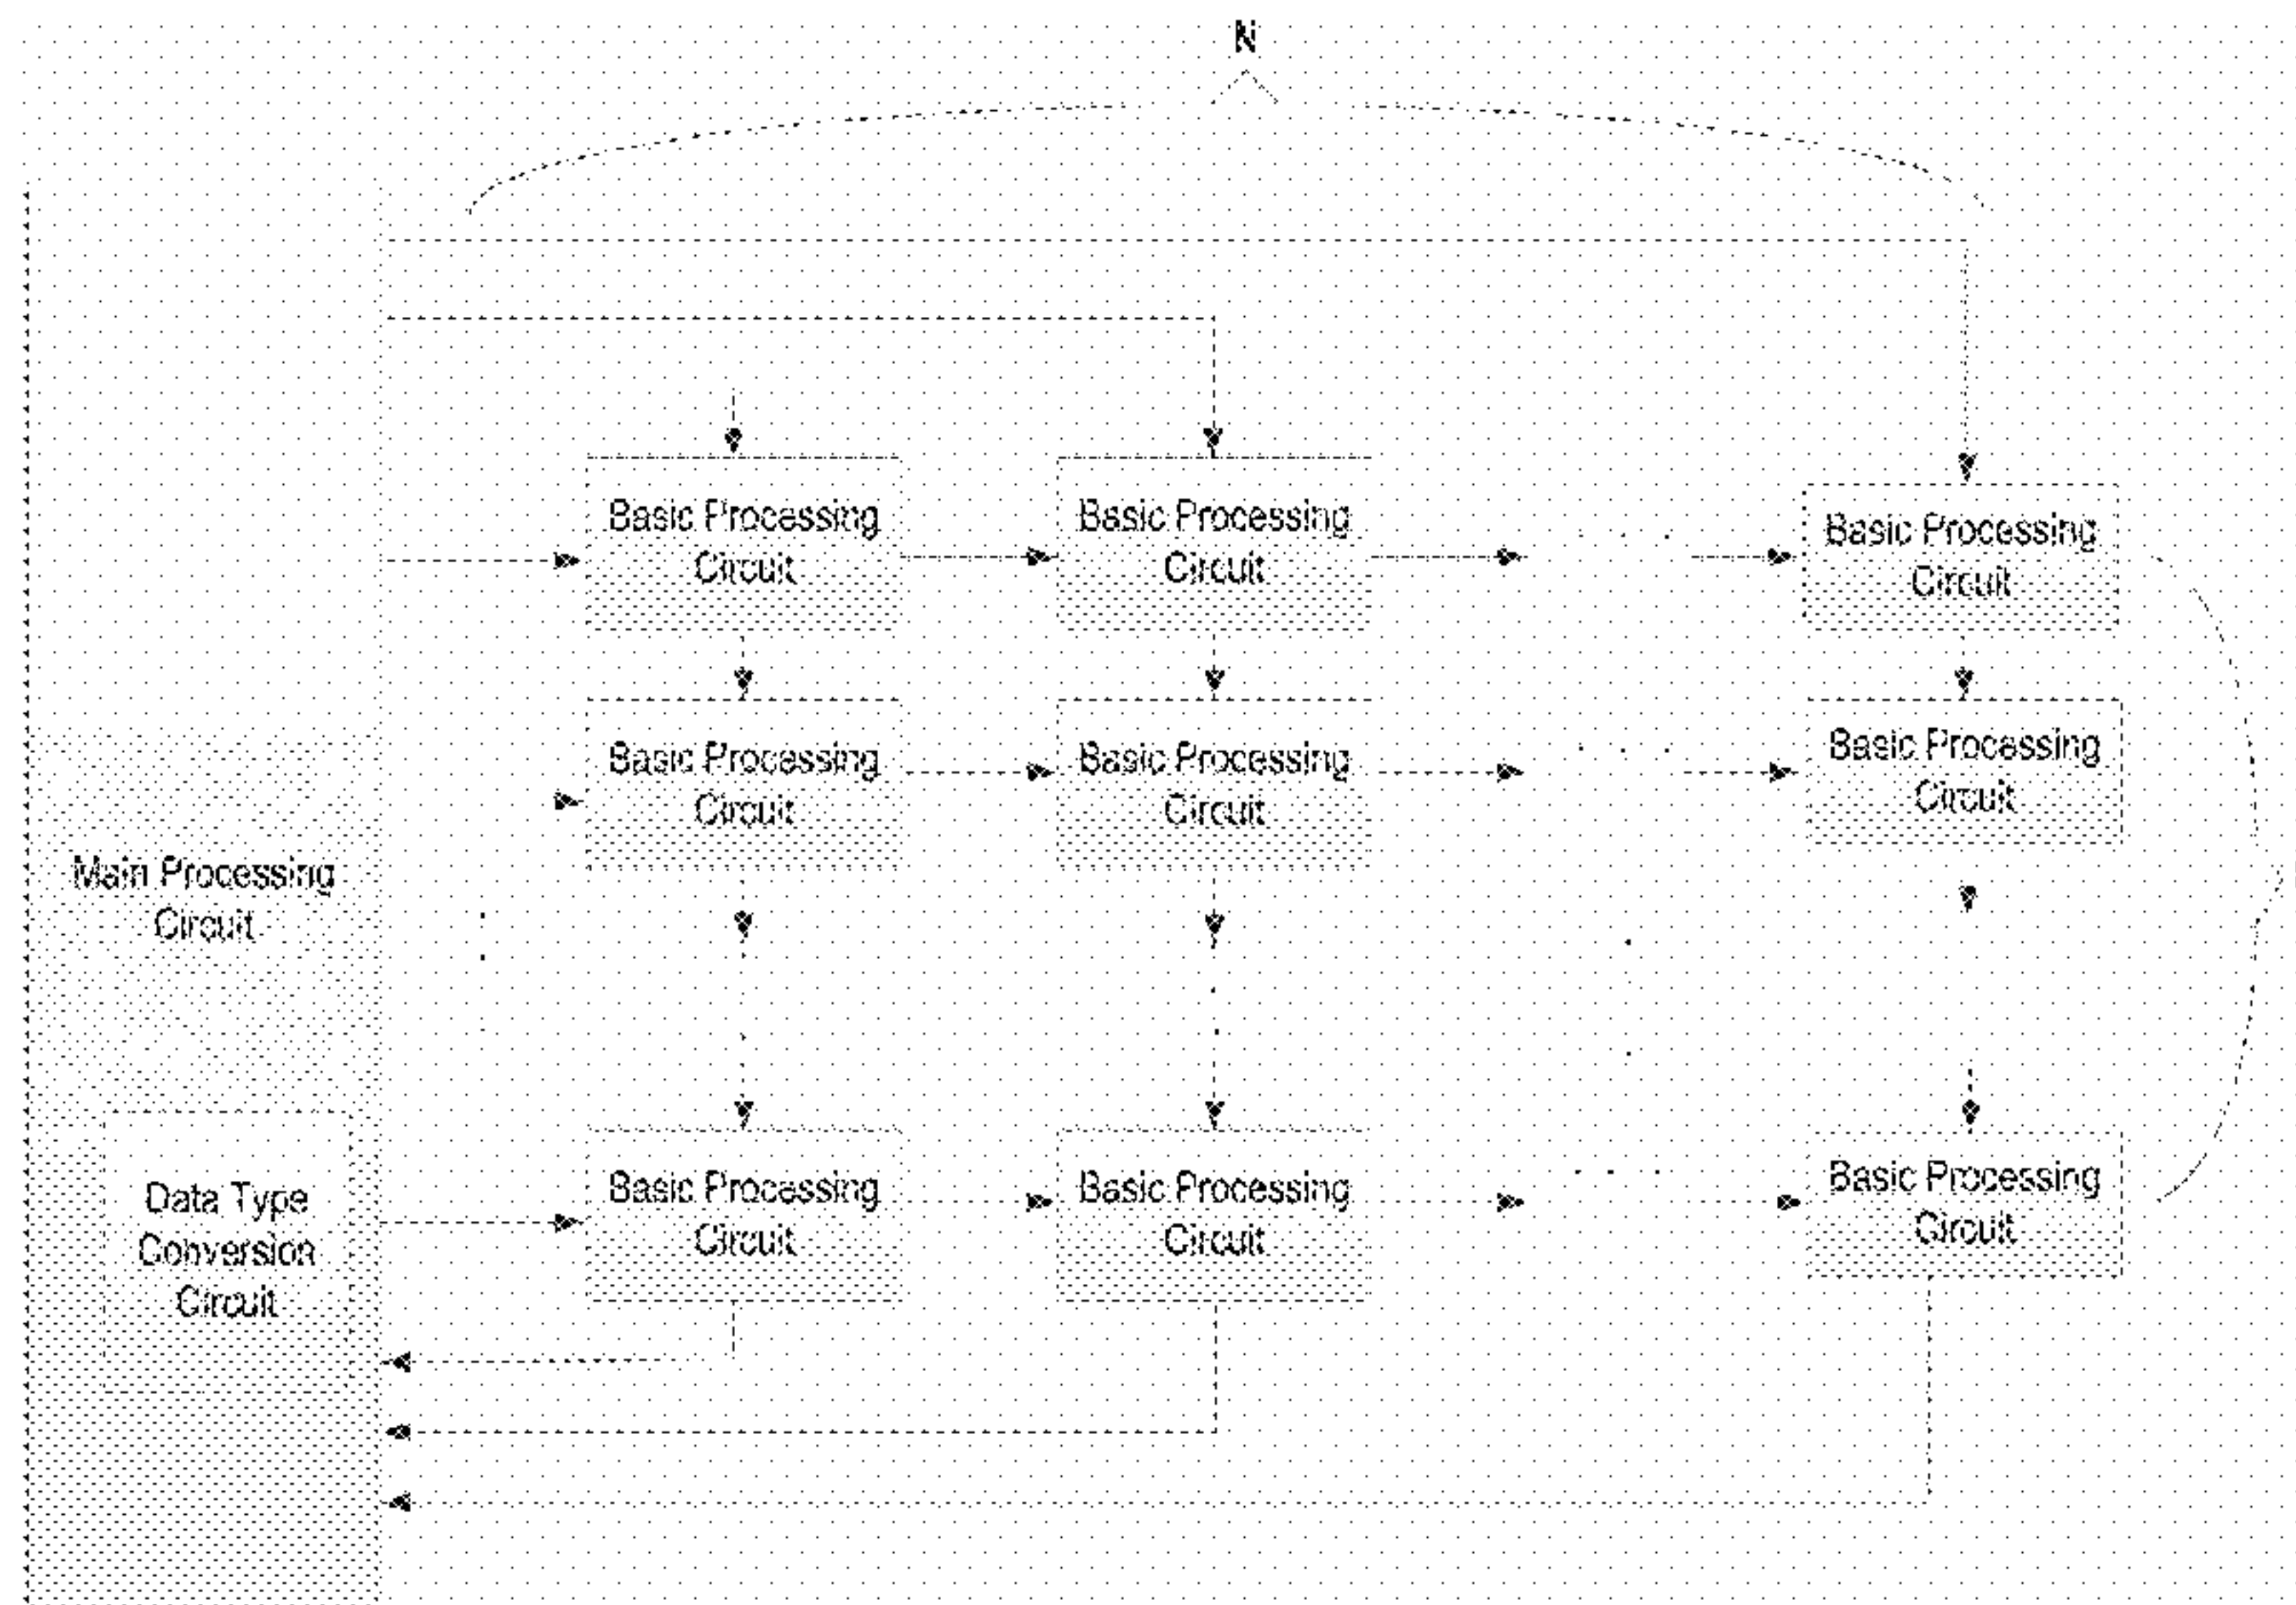 N
Basic Processing
Circuit
Basic Processing
Circuit
Basic Processing
Circuit
Basic Processing
Circuit
Basic Processing
Circuit
Basic Processing
Circuit
Main Processing
Circuit
Data Type
Conversion
Circuit
Basic Processing
Circuit
Basic Processing
Circuit
Basic Processing
Circuit